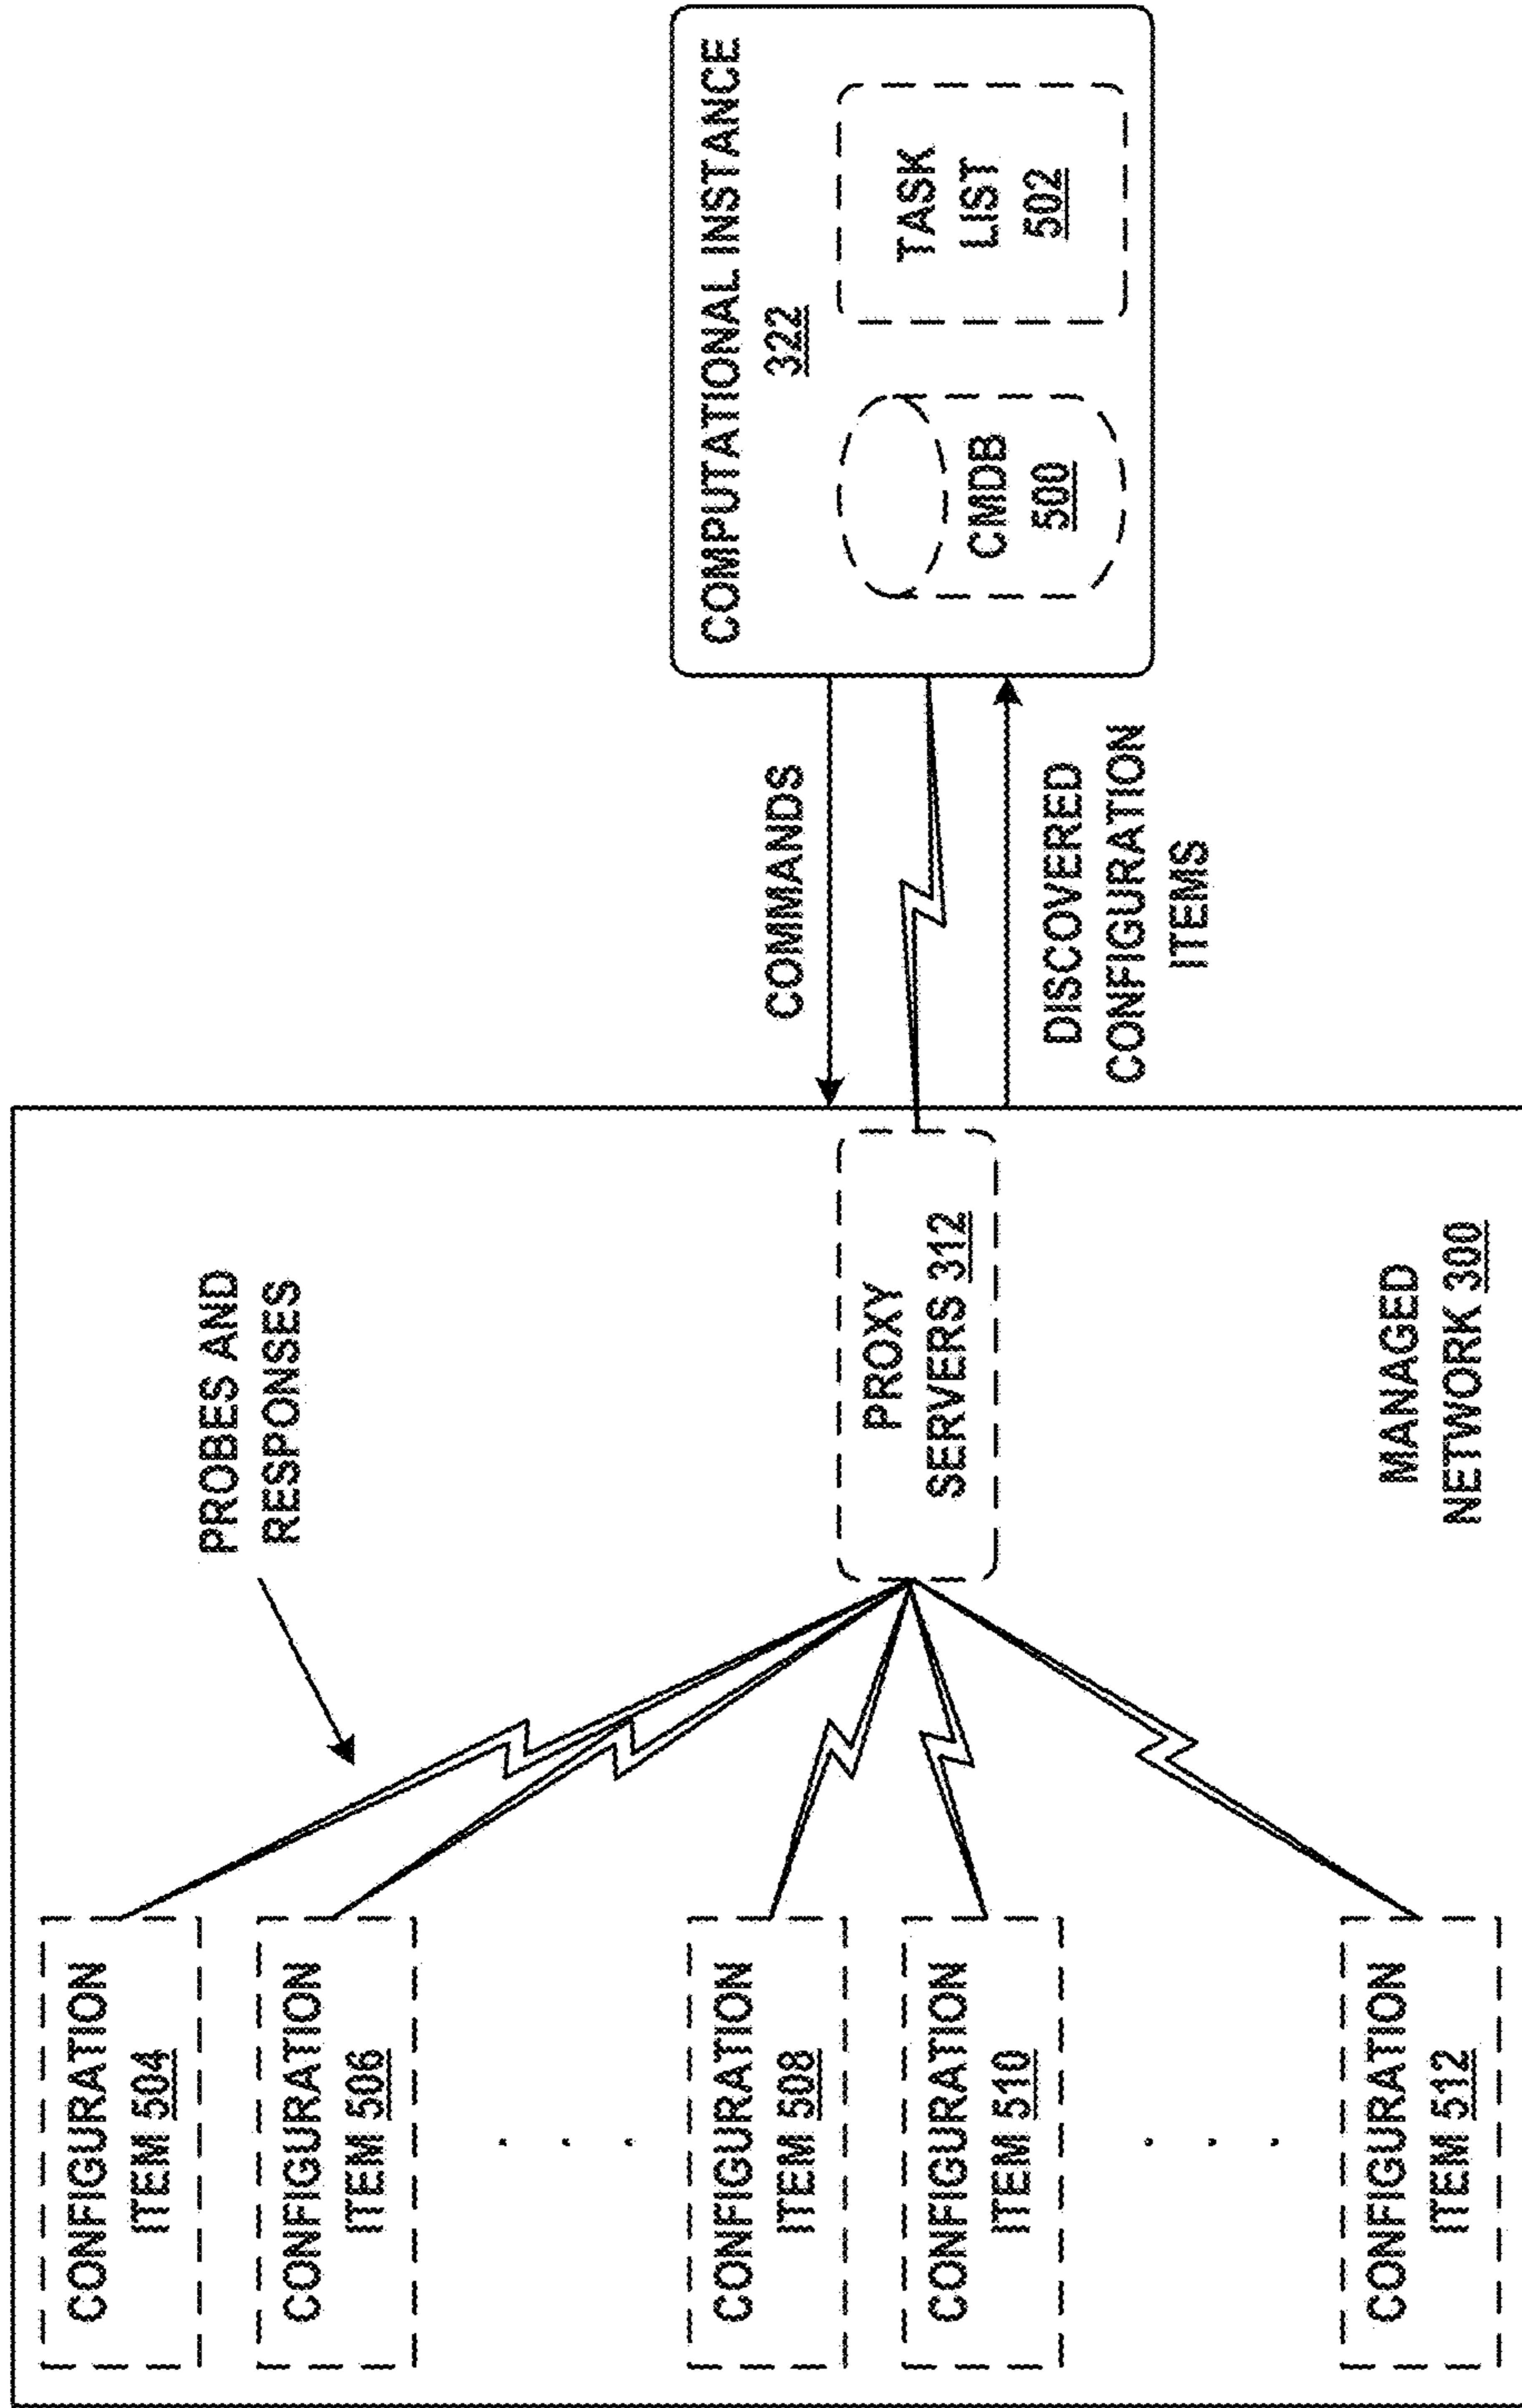 CONFIGURATION
ITEM 504
CONFIGURATION
ITEM 506
. . .
CONFIGURATION
ITEM 508
CONFIGURATION
ITEM 510
. . .
CONFIGURATION
ITEM 512
PROBES AND
RESPONSES
PROXY
SERVERS 312
MANAGED
NETWORK 300
COMMANDS
DISCOVERED
CONFIGURATION
ITEMS
COMPUTATIONAL INSTANCE
322
CMDB
500
TASK
LIST
502